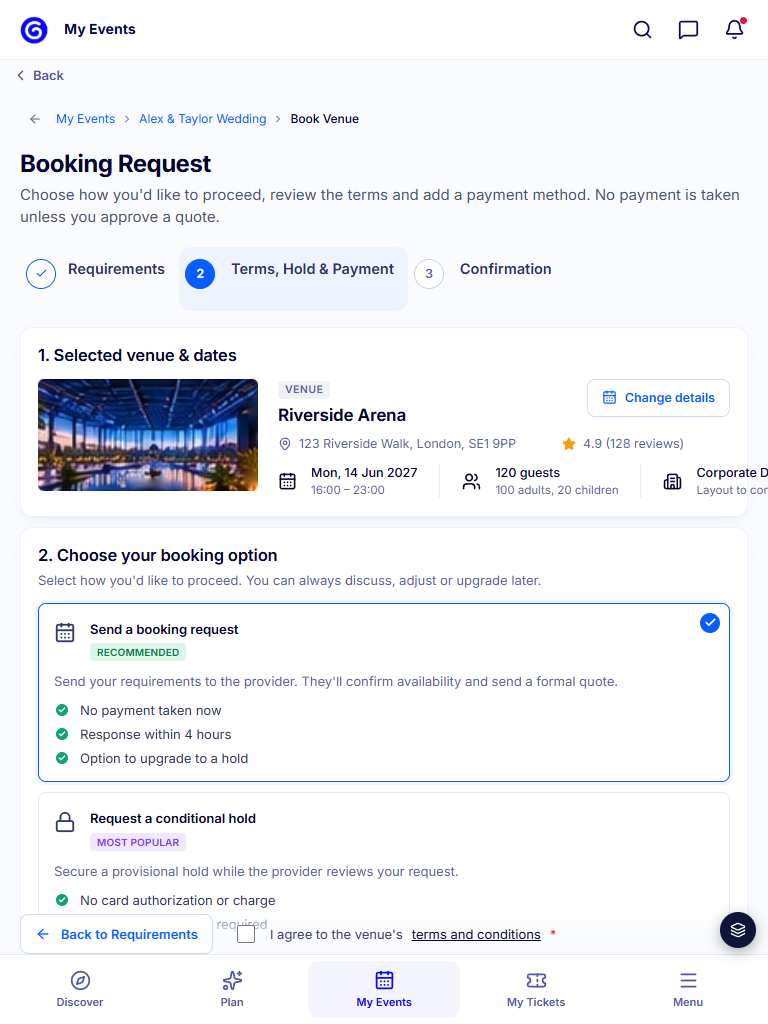 My Events
Back
My Events > Alex & Taylor Wedding > Book Venue
Booking Request
Choose how you'd like to proceed, review the terms and add a payment method. No payment is taken
unless you approve a quote.
Requirements
2 Terms, Hold & Payment
3 Confirmation
1. Selected venue & dates
VENUE
Change details
Riverside Arena
123 Riverside Walk, London, SE1 9PP
4.9 (128 reviews)
Mon, 14 Jun 2027
16:00 – 23:00
120 guests
100 adults, 20 children
Corporate D
Layout to cor
2. Choose your booking option
Select how you'd like to proceed. You can always discuss, adjust or upgrade later.
Send a booking request
RECOMMENDED
Send your requirements to the provider. They'll confirm availability and send a formal quote.
No payment taken now
Response within 4 hours
Option to upgrade to a hold
Request a conditional hold
MOST POPULAR
Secure a provisional hold while the provider reviews your request.
No card authorization or charge
required
Back to Requirements
I agree to the venue's terms and conditions *
Discover
Plan
My Events
My Tickets
Menu